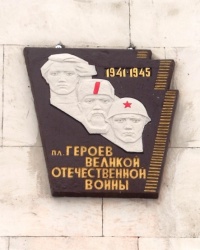 1941-1945
ПЛ. ГЕРОЕВ
ВЕЛИКОЙ
ОТЕЧЕСТВЕННОЙ
ВОЙНЫ